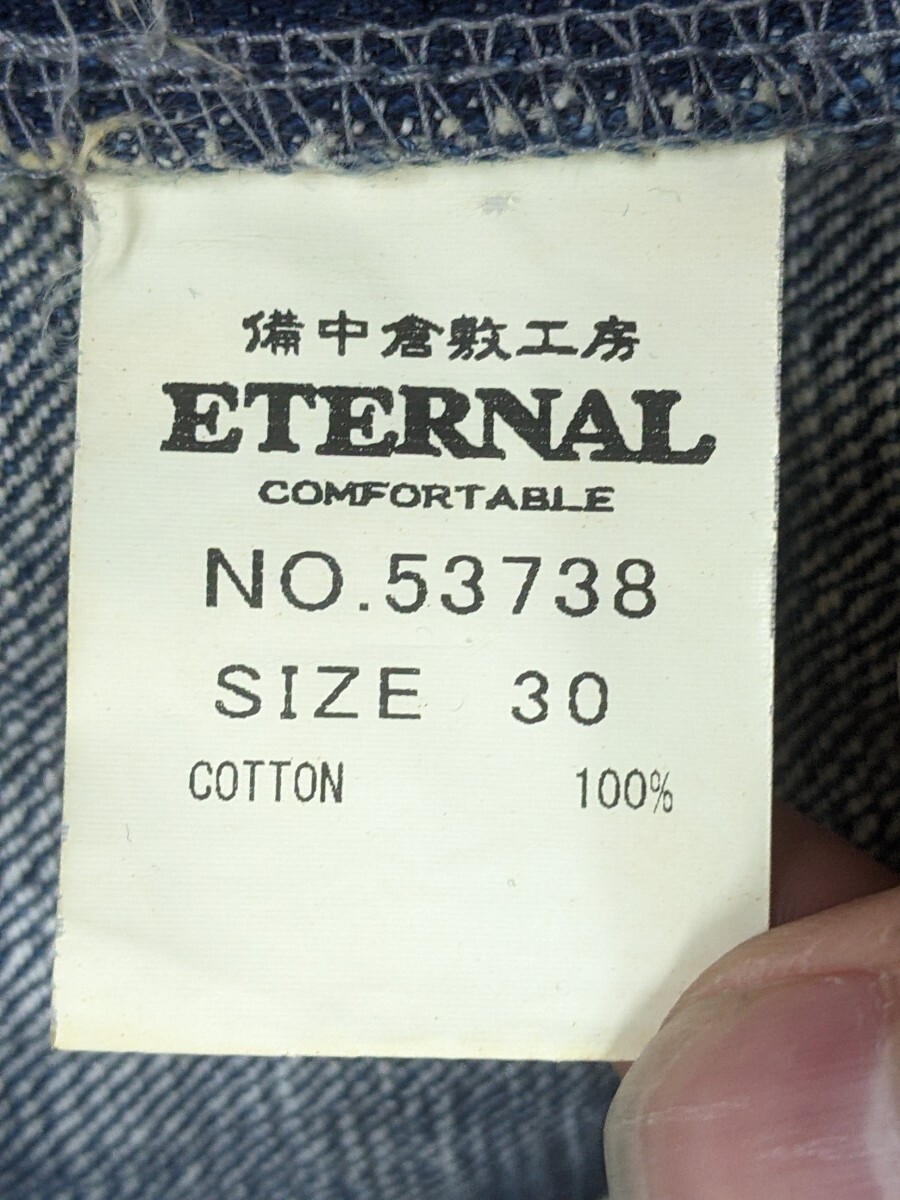 備中倉敷工房
ETERNAL
COMFORTABLE
NO.53738
SIZE 30
COTTON 100%